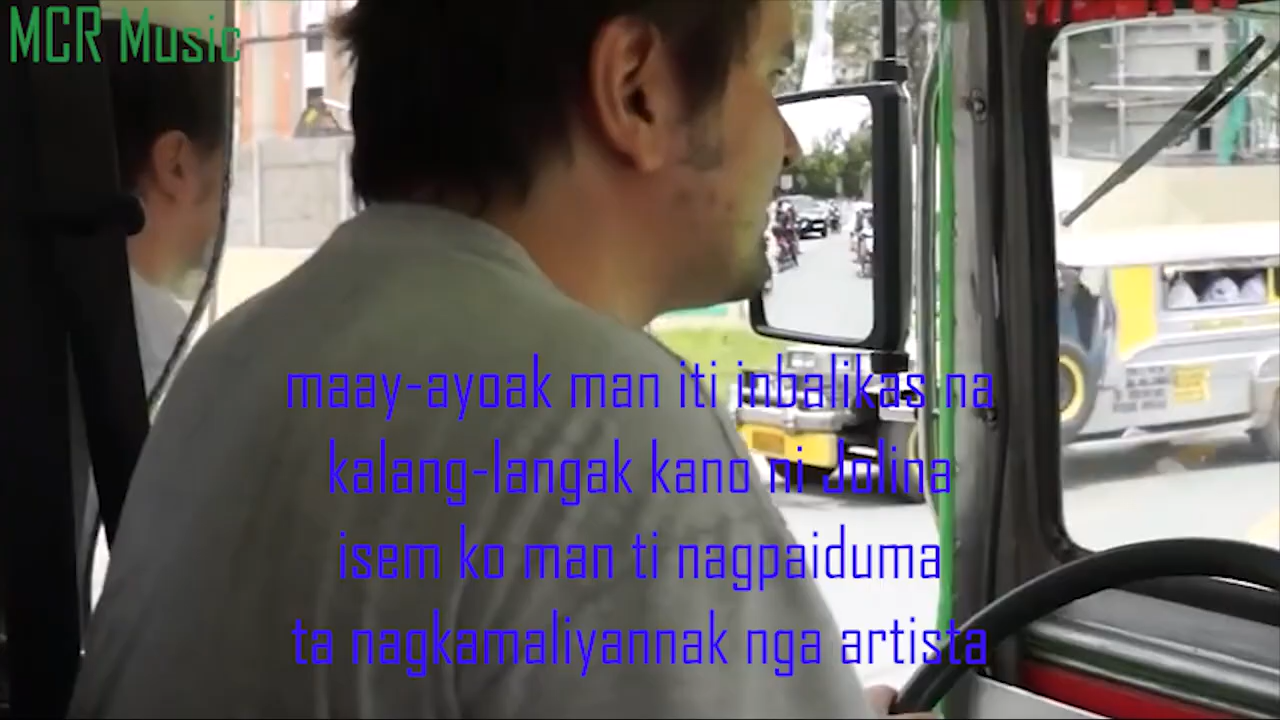 MCR Music
maay-ayoak man iti inbalikas na
kalang-langak kano ni Jolina
isem ko man ti nagpaiduma
ta nagkamaliyannak nga artista